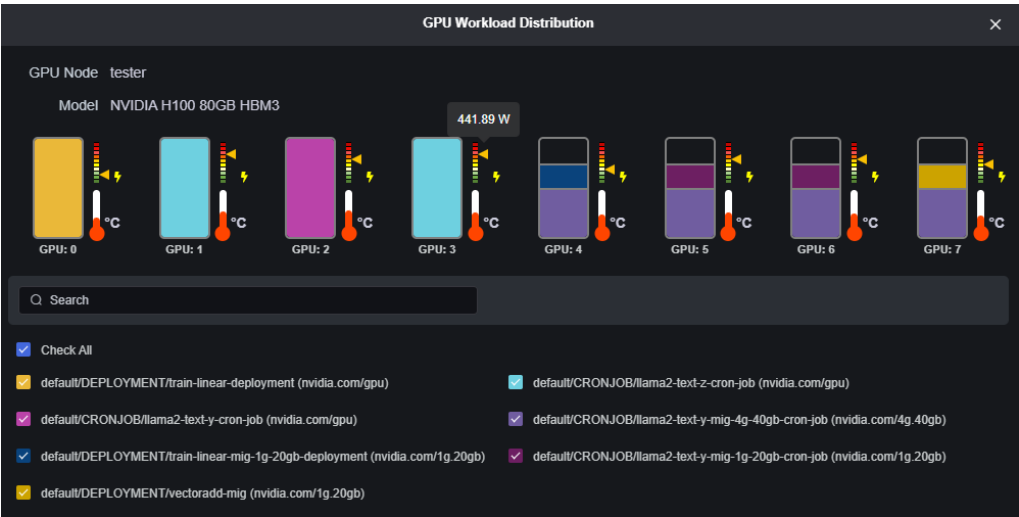 GPU Workload Distribution
GPU Node tester
Model NVIDIA H100 80GB HBM3
441.89 W
°C °C °C °C °C °C °C °C
GPU: 0 GPU: 1 GPU: 2 GPU: 3 GPU: 4 GPU: 5 GPU: 6 GPU: 7
Search
Check All
default/DEPLOYMENT/train-linear-deployment (nvidia.com/gpu) default/CRONJOB/llama2-text-z-cron-job (nvidia.com/gpu)
default/CRONJOB/llama2-text-y-cron-job (nvidia.com/gpu) default/CRONJOB/llama2-text-y-mig-4g-40gb-cron-job (nvidia.com/4g.40gb)
default/DEPLOYMENT/train-linear-mig-1g-20gb-deployment (nvidia.com/1g.20gb) default/CRONJOB/llama2-text-y-mig-1g-20gb-cron-job (nvidia.com/1g.20gb)
default/DEPLOYMENT/vectoradd-mig (nvidia.com/1g.20gb)